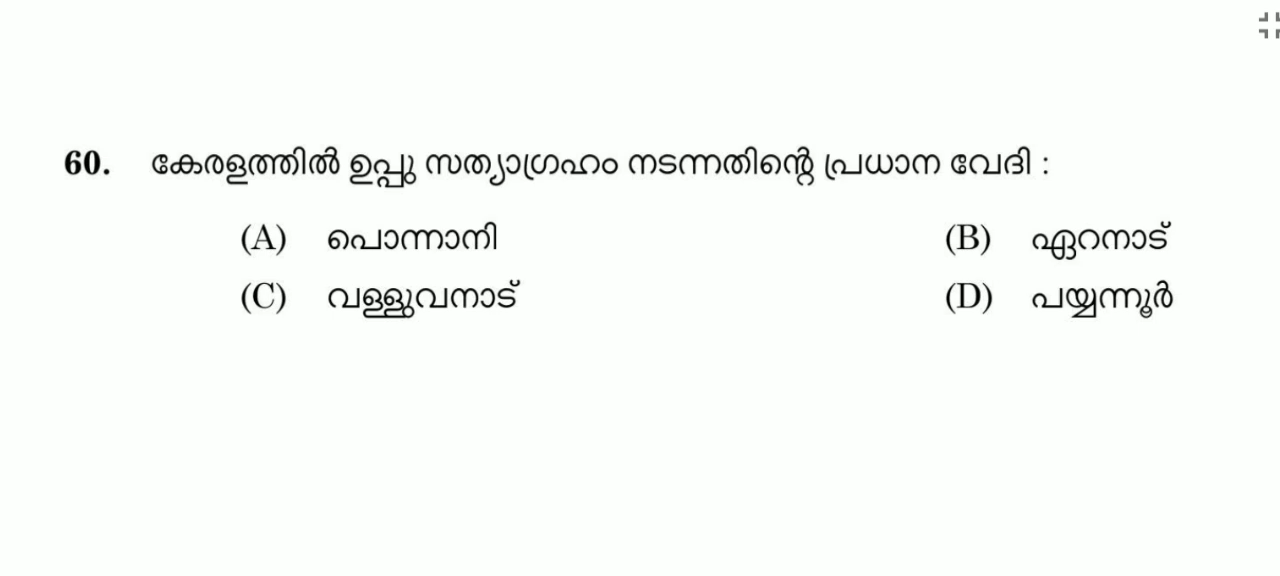 60. കേരളത്തിൽ ഉപ്പു സത്യാഗ്രഹം നടന്നതിന്റെ പ്രധാന വേദി :
(A) പൊന്നാനി (B) ഏറനാട്
(C) വള്ളുവനാട് (D) പയ്യന്നൂർ